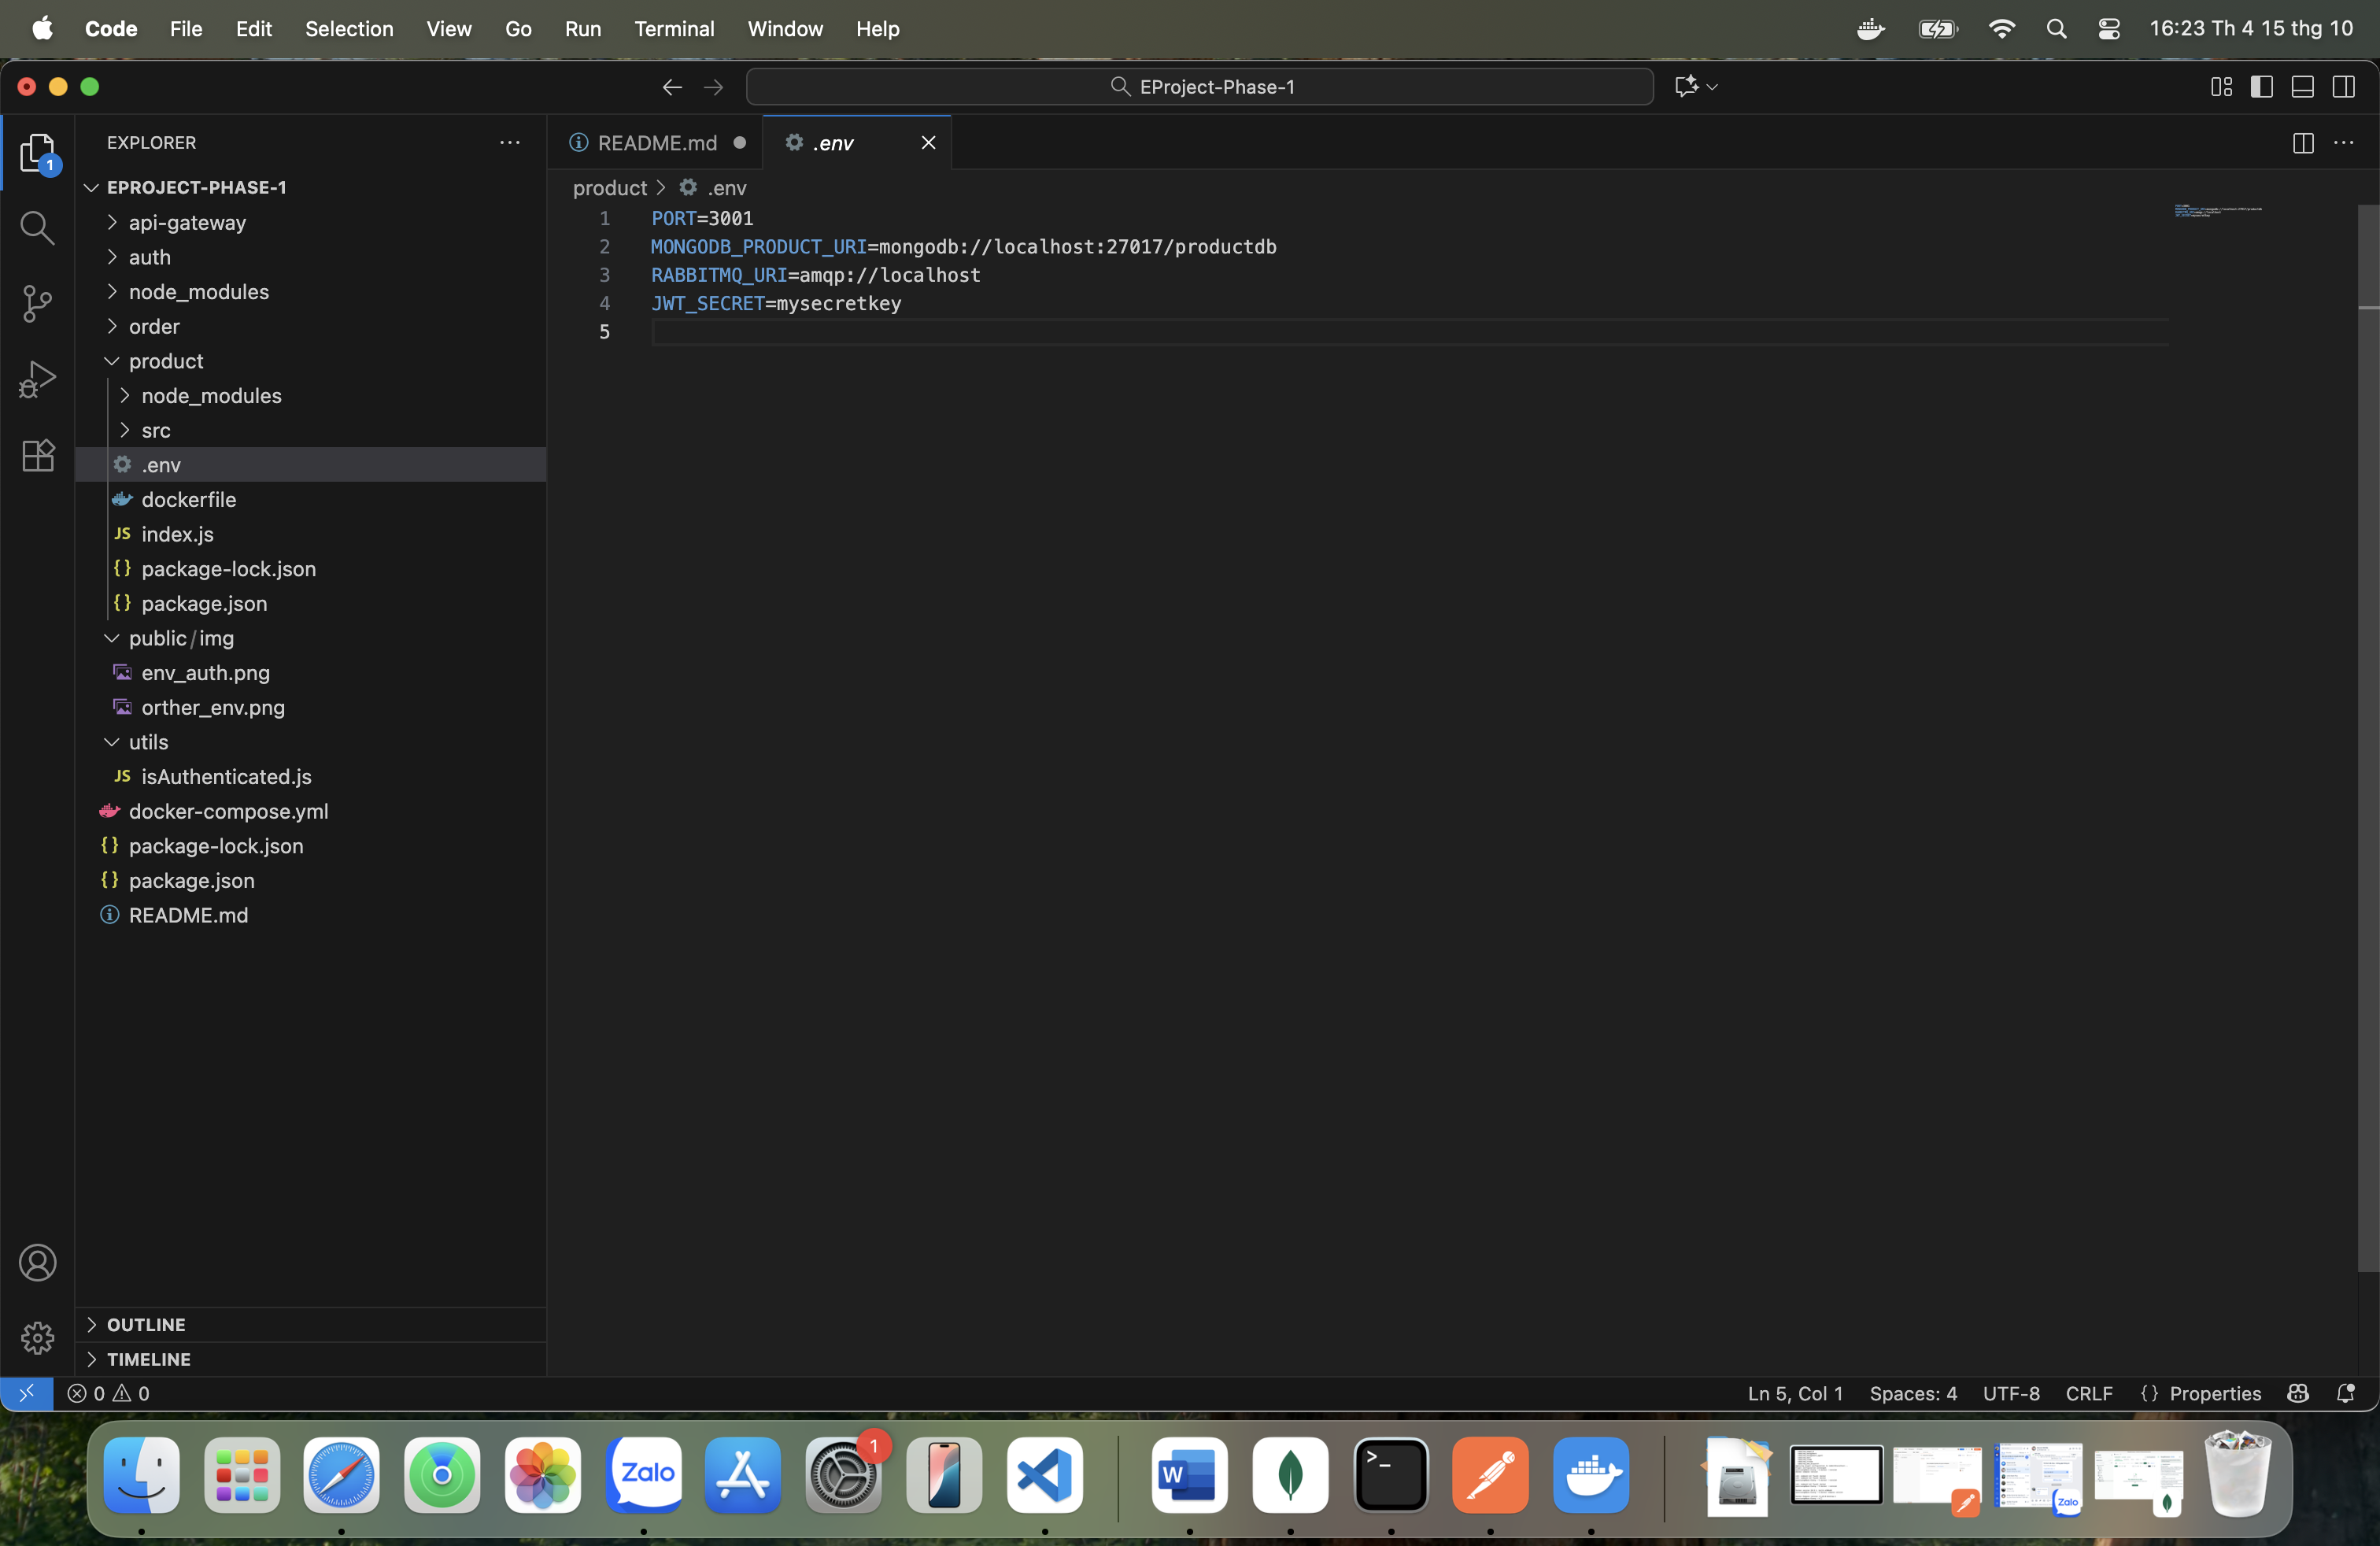 Code File Edit Selection View Go Run Terminal Window Help 16:23 Th 4 15 thg 10
EProject-Phase-1
EXPLORER
README.md .env
1
EPROJECT-PHASE-1
product > .env
api-gateway
auth
node_modules
order
product
node_modules
src
.env
dockerfile
index.js
package-lock.json
package.json
public/img
env_auth.png
orther_env.png
utils
isAuthenticated.js
docker-compose.yml
package-lock.json
package.json
README.md
1 PORT=3001
2 MONGODB_PRODUCT_URI=mongodb://localhost:27017/productdb
3 RABBITMQ_URI=amqp://localhost
4 JWT_SECRET=mysecretkey
5
OUTLINE
TIMELINE
0 0 Ln 5, Col 1 Spaces: 4 UTF-8 CRLF {} Properties
Zalo
1
W
>_
Zalo